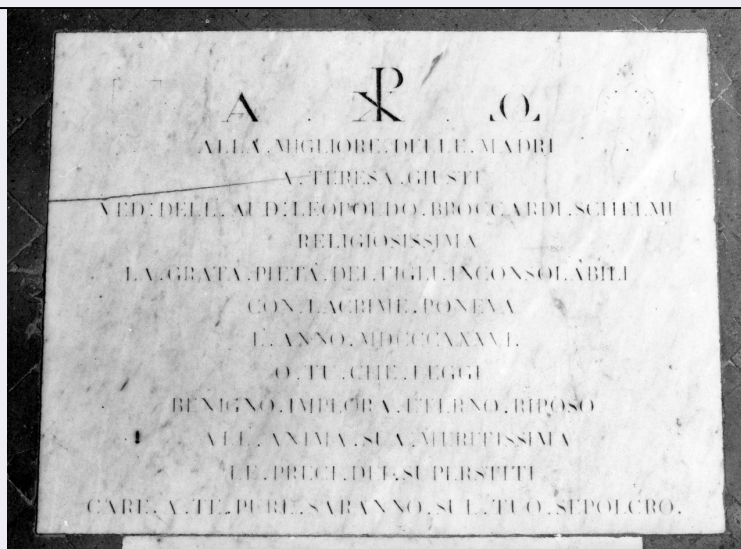 A . ☧ . Ω
ALLA . MIGLIORE . DELLE . MADRI
A . TERESA . GIUSTI
VED: DELL . AUD: LEOPOLDO . BROCCARDI . SCHELMI
RELIGIOSISSIMA
LA . GRATA . PIETÀ . DEI . FIGLI . INCONSOLABILI
CON . LACRIME . PONEVA
L' ANNO . MDCCCXXXVI .
O . TU . CHE . LEGGI
BENIGNO . IMPLORA . ETERNO . RIPOSO
ALL . ANIMA . SUA . MERITISSIMA
LE . PRECI . DEI . SUPERSTITI
CARE . A . TE . PURE . SARANNO . SUL . TUO . SEPOLCRO .